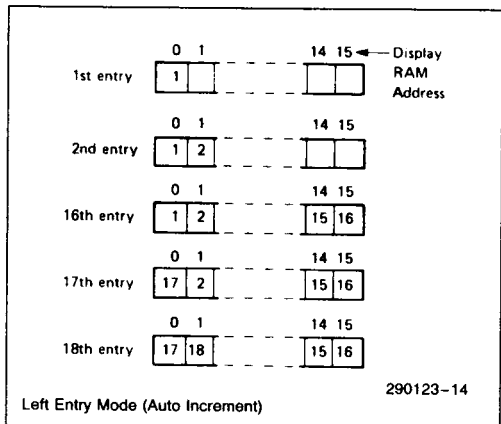 0 1 14 15 Display
1st entry 1 RAM
Address
0 1 14 15
2nd entry 1 2
0 1 14 15
16th entry 1 2 15 16
0 1 14 15
17th entry 17 2 15 16
0 1 14 15
18th entry 17 18 15 16
290123-14
Left Entry Mode (Auto Increment)